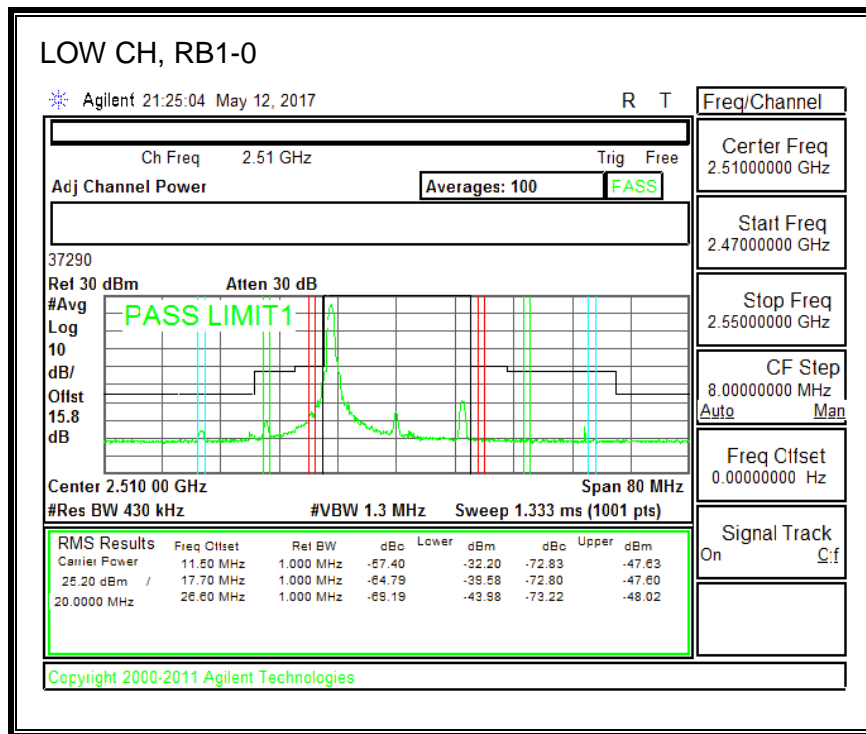 LOW CH, RB1-0
Agilent 21:25:04 May 12, 2017 R T
Freq/Channel
Ch Freq 2.51 GHz Trig Free
Adj Channel Power Averages: 100 PASS
Center Freq
2.51000000 GHz
Start Freq
2.47000000 GHz
Stop Freq
2.55000000 GHz
CF Step
8.00000000 MHz
Auto Man
Freq Offset
0.00000000 Hz
Signal Track
On Off
37290
Ref 30 dBm Atten 30 dB
#Avg
Log
10
dB/
Offst
15.8
dB
PASS LIMIT1
Center 2.510 00 GHz Span 80 MHz
#Res BW 430 kHz #VBW 1.3 MHz Sweep 1.333 ms (1001 pts)
RMS Results Freq Offset Ref BW dBc Lower dBm dBc Upper dBm
Carrier Power 11.50 MHz 1.000 MHz -57.40 -32.20 -72.83 -47.63
25.20 dBm / 17.70 MHz 1.000 MHz -64.79 -39.58 -72.80 -47.60
20.0000 MHz 26.60 MHz 1.000 MHz -69.19 -43.98 -73.22 -48.02
Copyright 2000-2011 Agilent Technologies